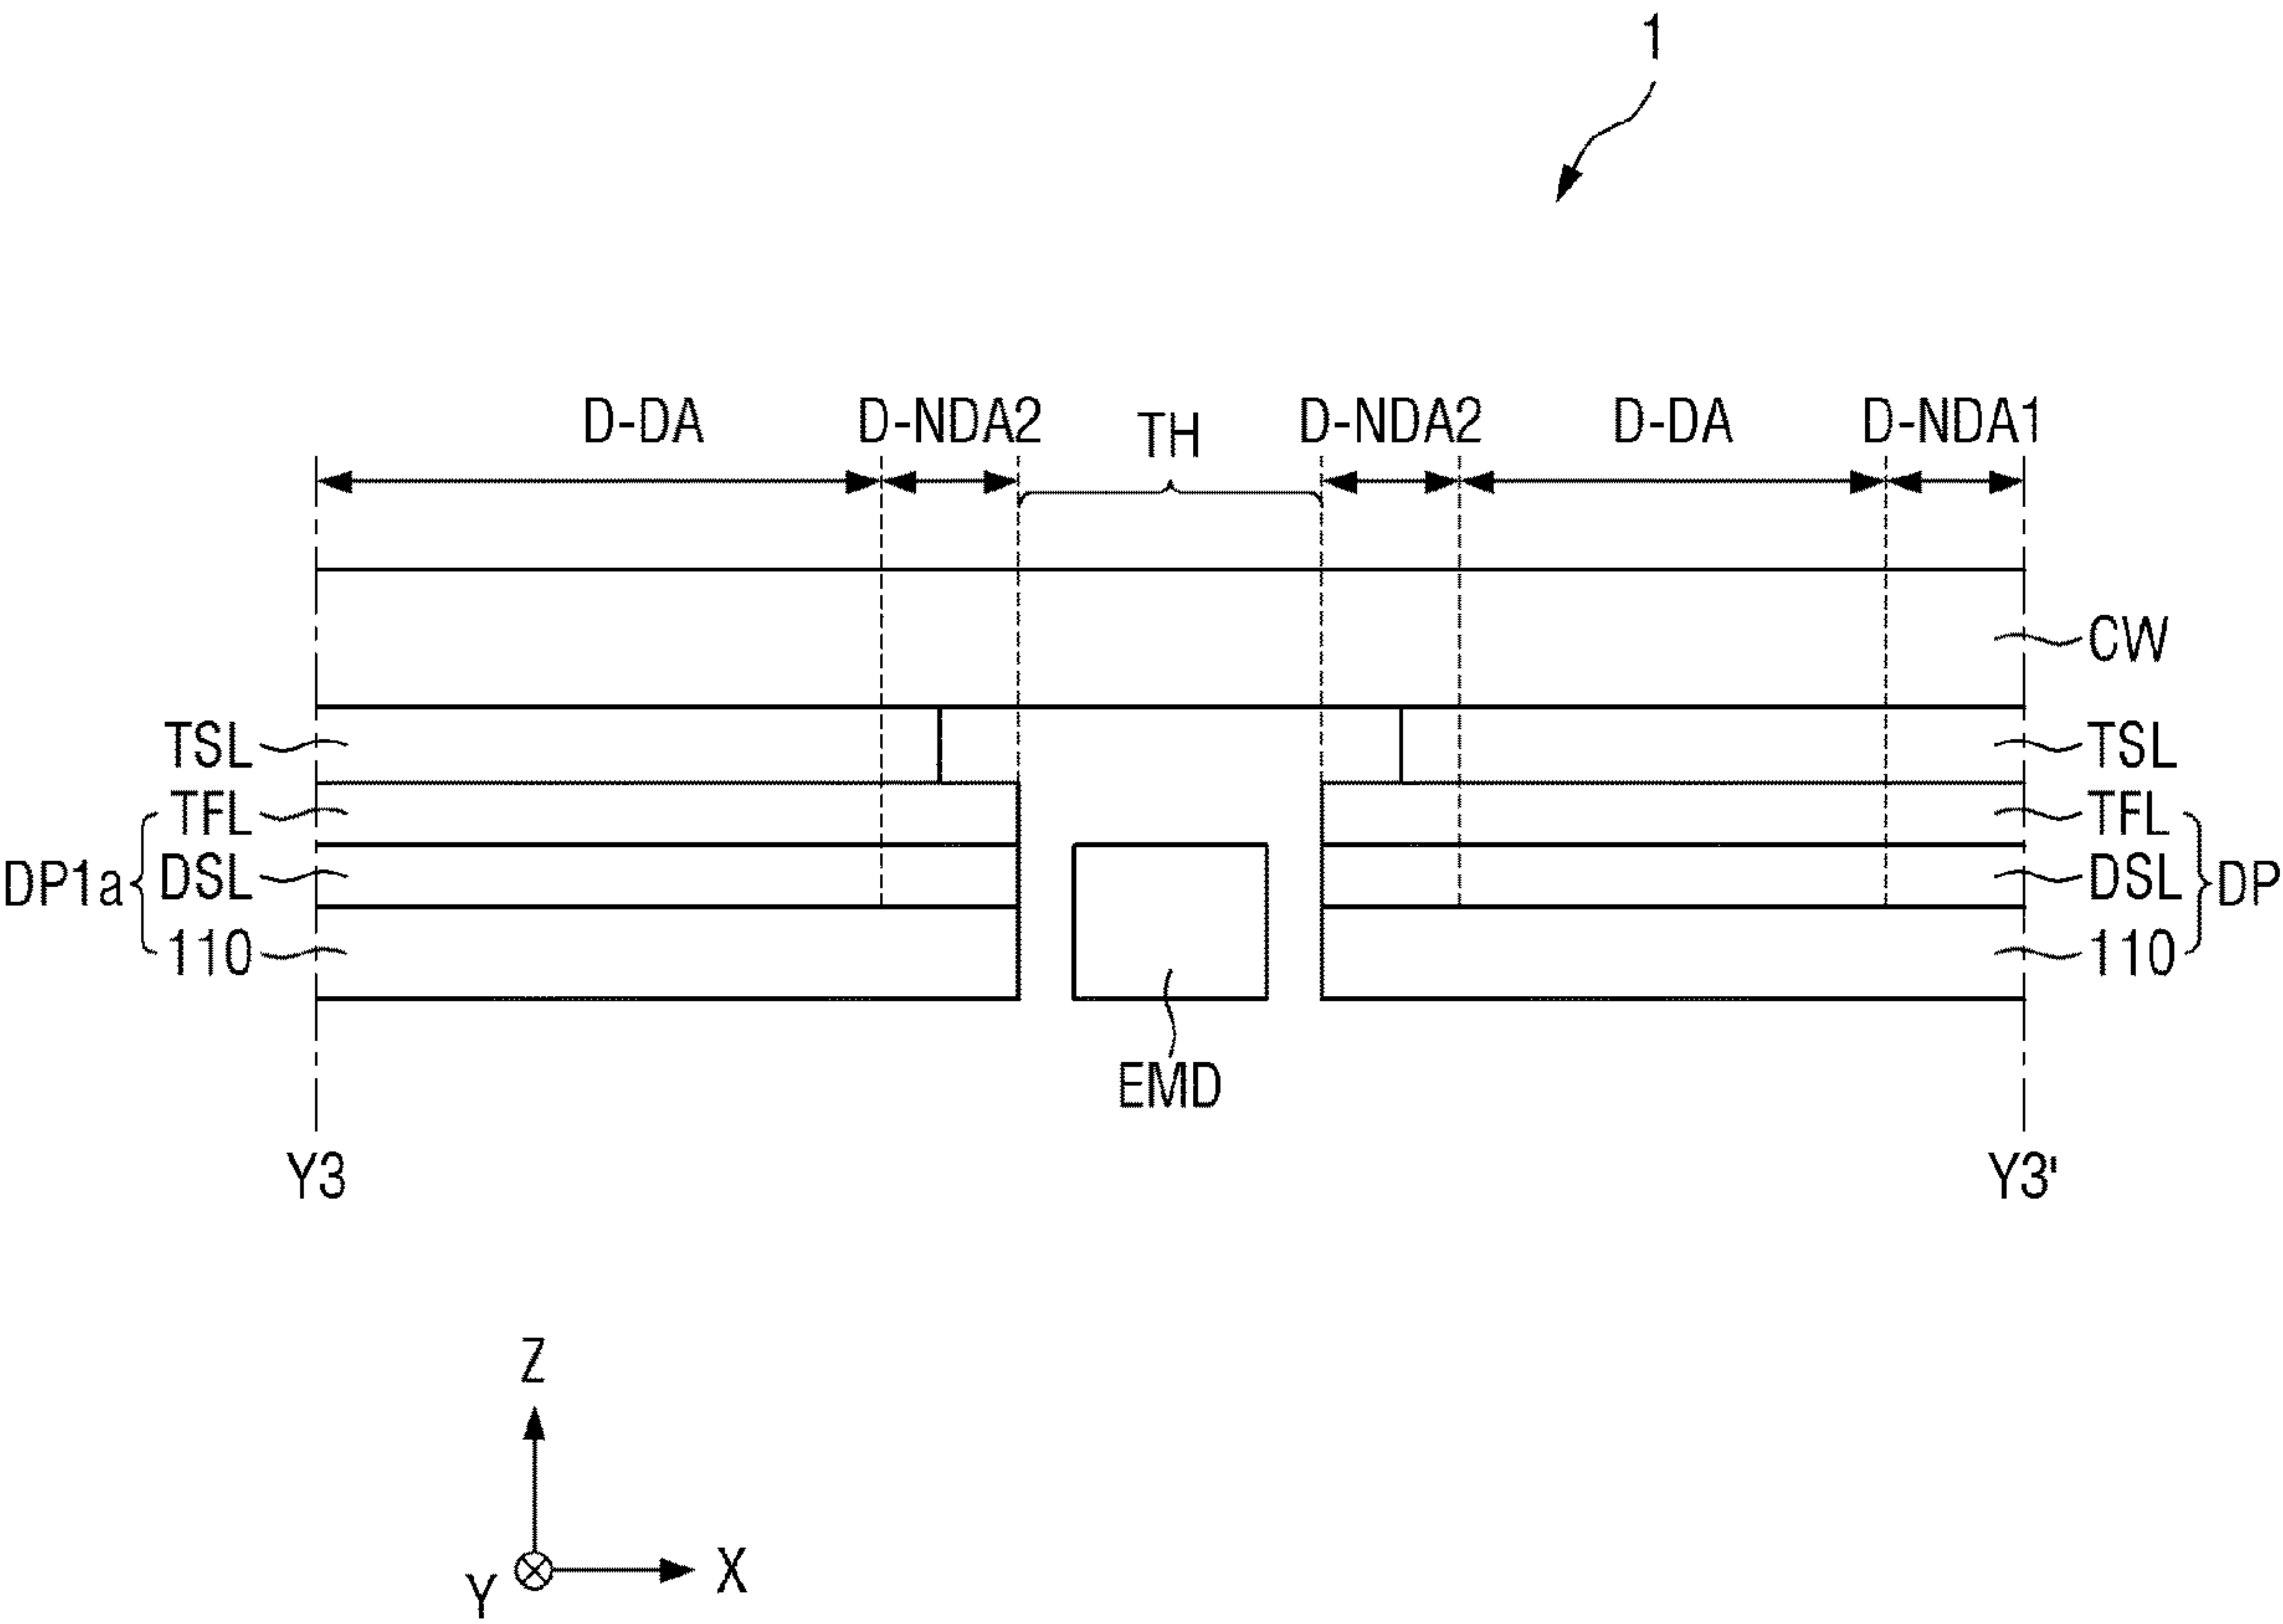 1
D-DA D-NDA2 TH D-NDA2 D-DA D-NDA1
CW
TSL TSL
TFL TFL
DP1a DSL DSL DP
110 110
EMD
Y3 Y3'
Z
Y X